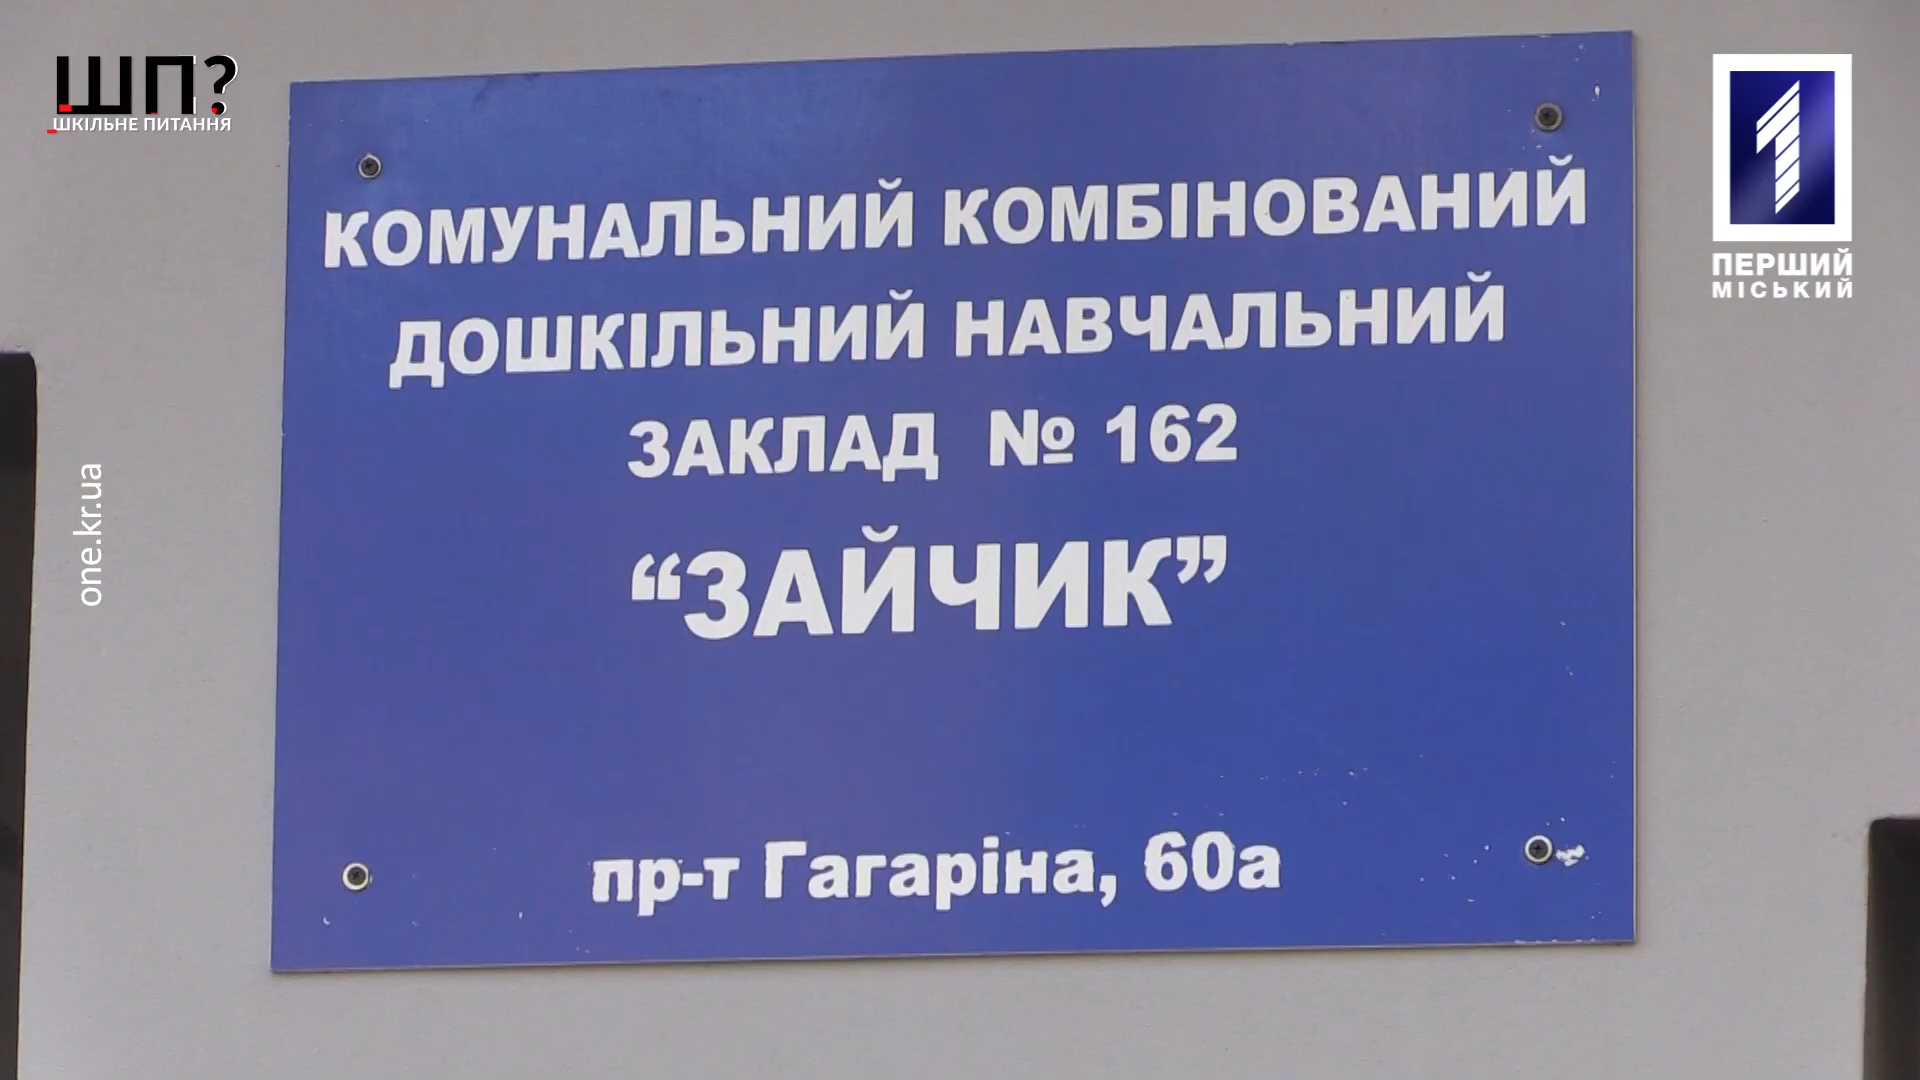 ШП?
ШКІЛЬНЕ ПИТАННЯ
КОМУНАЛЬНИЙ КОМБІНОВАНИЙ
ДОШКІЛЬНИЙ НАВЧАЛЬНИЙ
ЗАКЛАД № 162
“ЗАЙЧИК”
пр-т Гагаріна, 60а
1
ПЕРШИЙ
МІСЬКИЙ
one.kr.ua